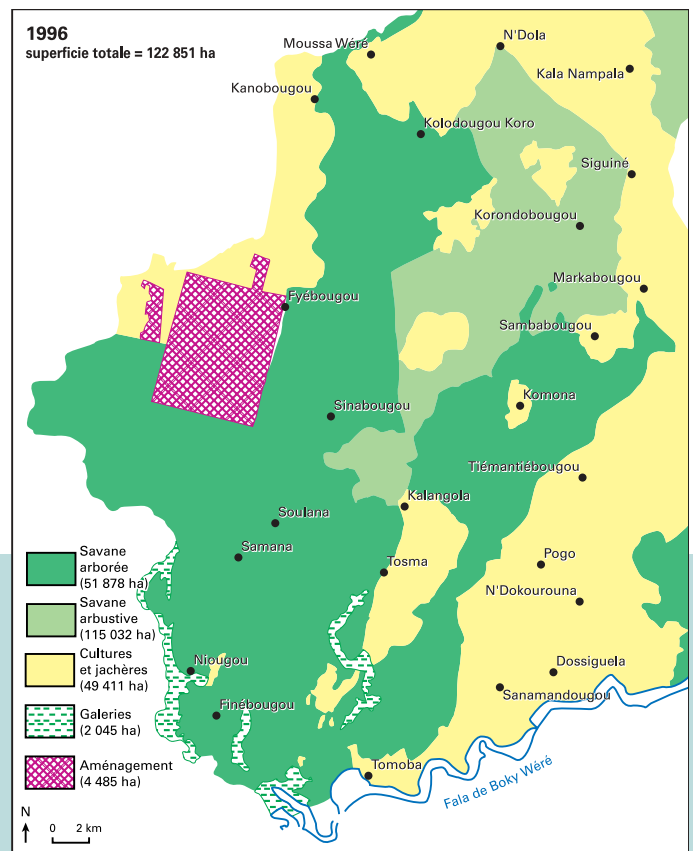 1996
superficie totale = 122 851 ha
Moussa Wéré
N'Dola
Kala Nampala
Kanobougou
Kolodougou Koro
Siguiné
Korondobougou
Markabougou
Fyébougou
Sambabougou
Komona
Sinabougou
Tiémantiébougou
Kalangola
Soulana
Samana
Tosma
Pogo
N'Dokourouna
Niougou
Dossiguela
Sanamandougou
Finébougou
Tomoba
Fala de Boky Wéré
Savane
arborée
(51 878 ha)
Savane
arbustive
(115 032 ha)
Cultures
et jachères
(49 411 ha)
Galeries
(2 045 ha)
Aménagement
(4 485 ha)
N
0 2 km